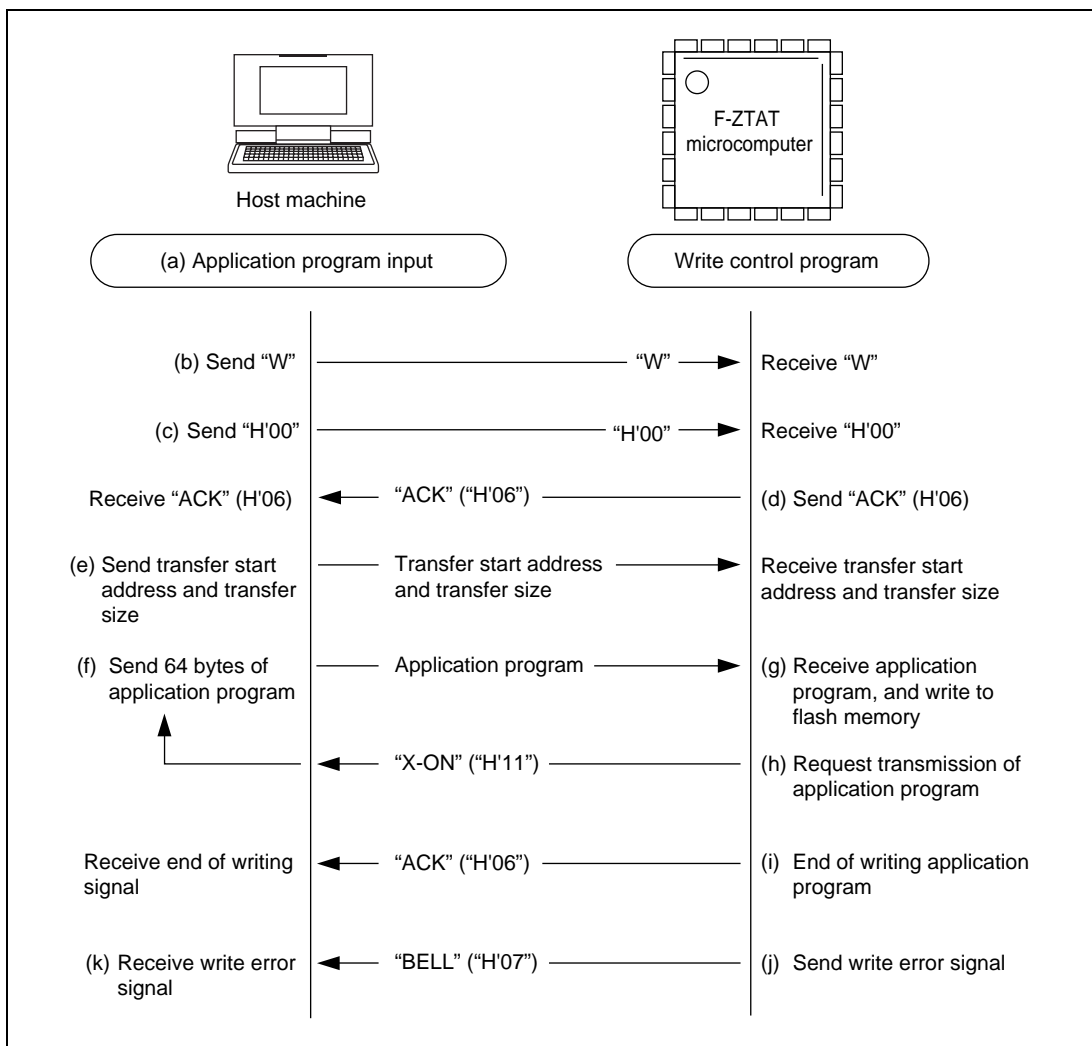 F-ZTAT
microcomputer
Host machine
(a) Application program input
Write control program
(b) Send “W”
“W”
Receive “W”
(c) Send “H'00”
“H'00”
Receive “H'00”
Receive “ACK” (H'06)
“ACK” (“H'06”)
(d) Send “ACK” (H'06)
(e) Send transfer start
address and transfer
size
Transfer start address
and transfer size
Receive transfer start
address and transfer size
(f) Send 64 bytes of
application program
Application program
(g) Receive application
program, and write to
flash memory
“X-ON” (“H'11”)
(h) Request transmission of
application program
Receive end of writing
signal
“ACK” (“H'06”)
(i) End of writing application
program
(k) Receive write error
signal
“BELL” (“H'07”)
(j) Send write error signal